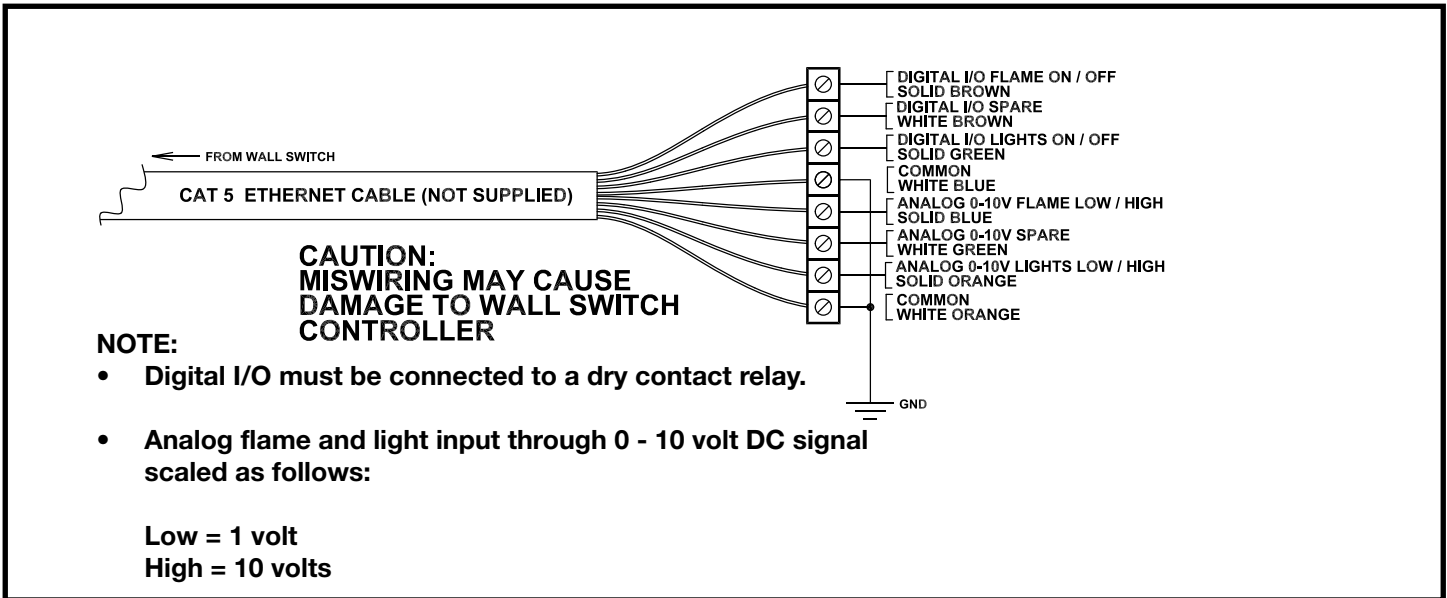 DIGITAL I/O FLAME ON / OFF
SOLID BROWN
DIGITAL I/O SPARE
WHITE BROWN
DIGITAL I/O LIGHTS ON / OFF
SOLID GREEN
COMMON
WHITE BLUE
ANALOG 0-10V FLAME LOW / HIGH
SOLID BLUE
ANALOG 0-10V SPARE
WHITE GREEN
ANALOG 0-10V LIGHTS LOW / HIGH
SOLID ORANGE
COMMON
WHITE ORANGE
FROM WALL SWITCH
CAT 5 ETHERNET CABLE (NOT SUPPLIED)
CAUTION:
MISWIRING MAY CAUSE
DAMAGE TO WALL SWITCH
CONTROLLER
GND
NOTE:
• Digital I/O must be connected to a dry contact relay.
• Analog flame and light input through 0 - 10 volt DC signal
scaled as follows:
Low = 1 volt
High = 10 volts